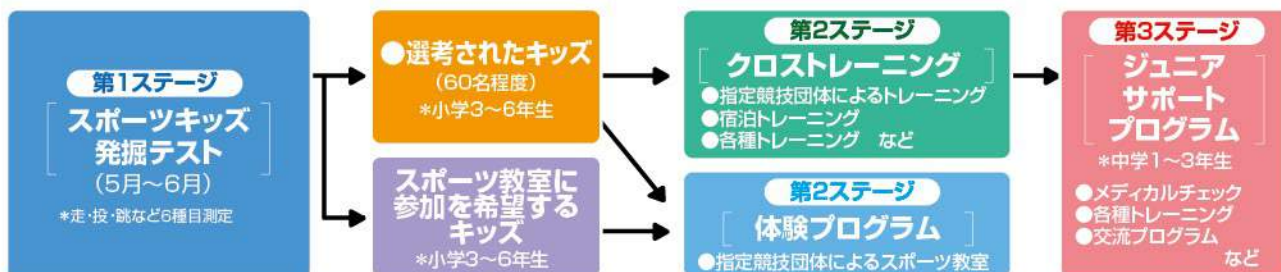 第1ステージ
スポーツキッズ
発掘テスト
(5月〜6月)
*走・投・跳など6種目測定
●選考されたキッズ
(60名程度)
*小学3〜6年生
スポーツ教室に
参加を希望する
キッズ
*小学3〜6年生
第2ステージ
クロストレーニング
●指定競技団体によるトレーニング
●宿泊トレーニング
●各種トレーニング など
第2ステージ
体験プログラム
●指定競技団体によるスポーツ教室
第3ステージ
ジュニア
サポート
プログラム
*中学1〜3年生
●メディカルチェック
●各種トレーニング
●交流プログラム
など